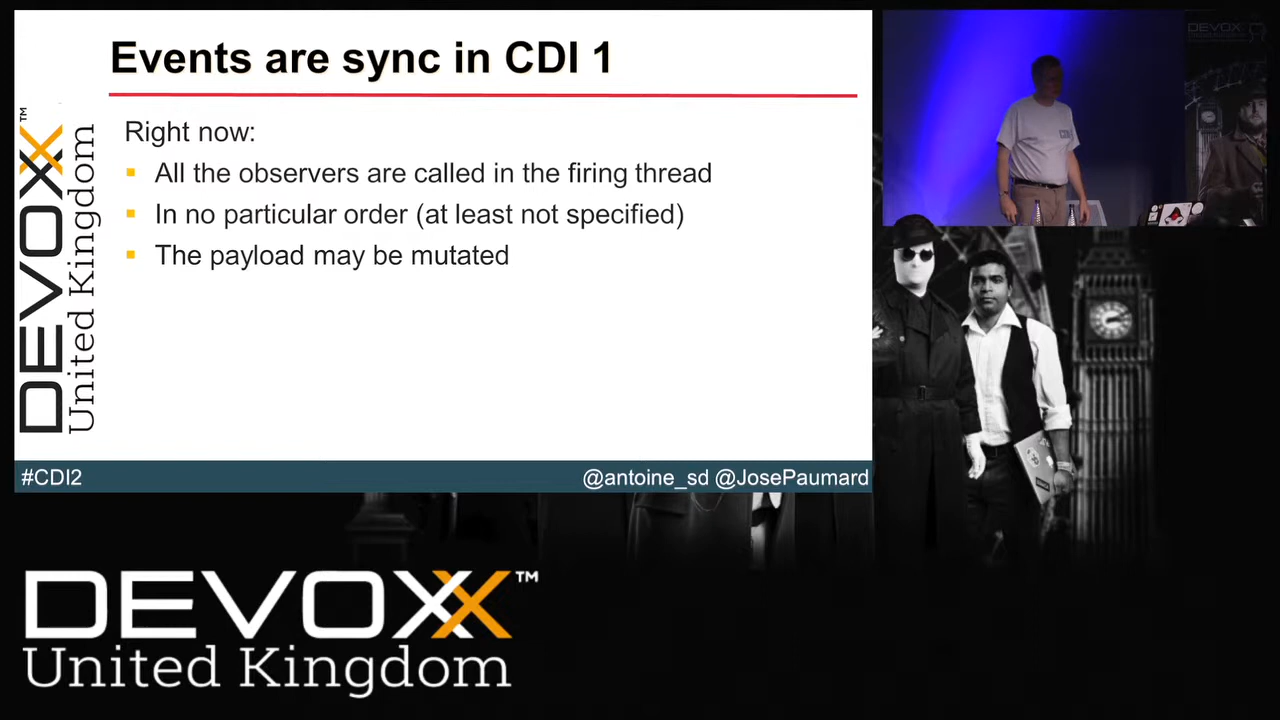 Events are sync in CDI 1
DEVOXX™
United Kingdom
Right now:
All the observers are called in the firing thread
In no particular order (at least not specified)
The payload may be mutated
#CDI2
@antoine_sd @JosePaumard
DEVOXX
DEVOXX™
United Kingdom